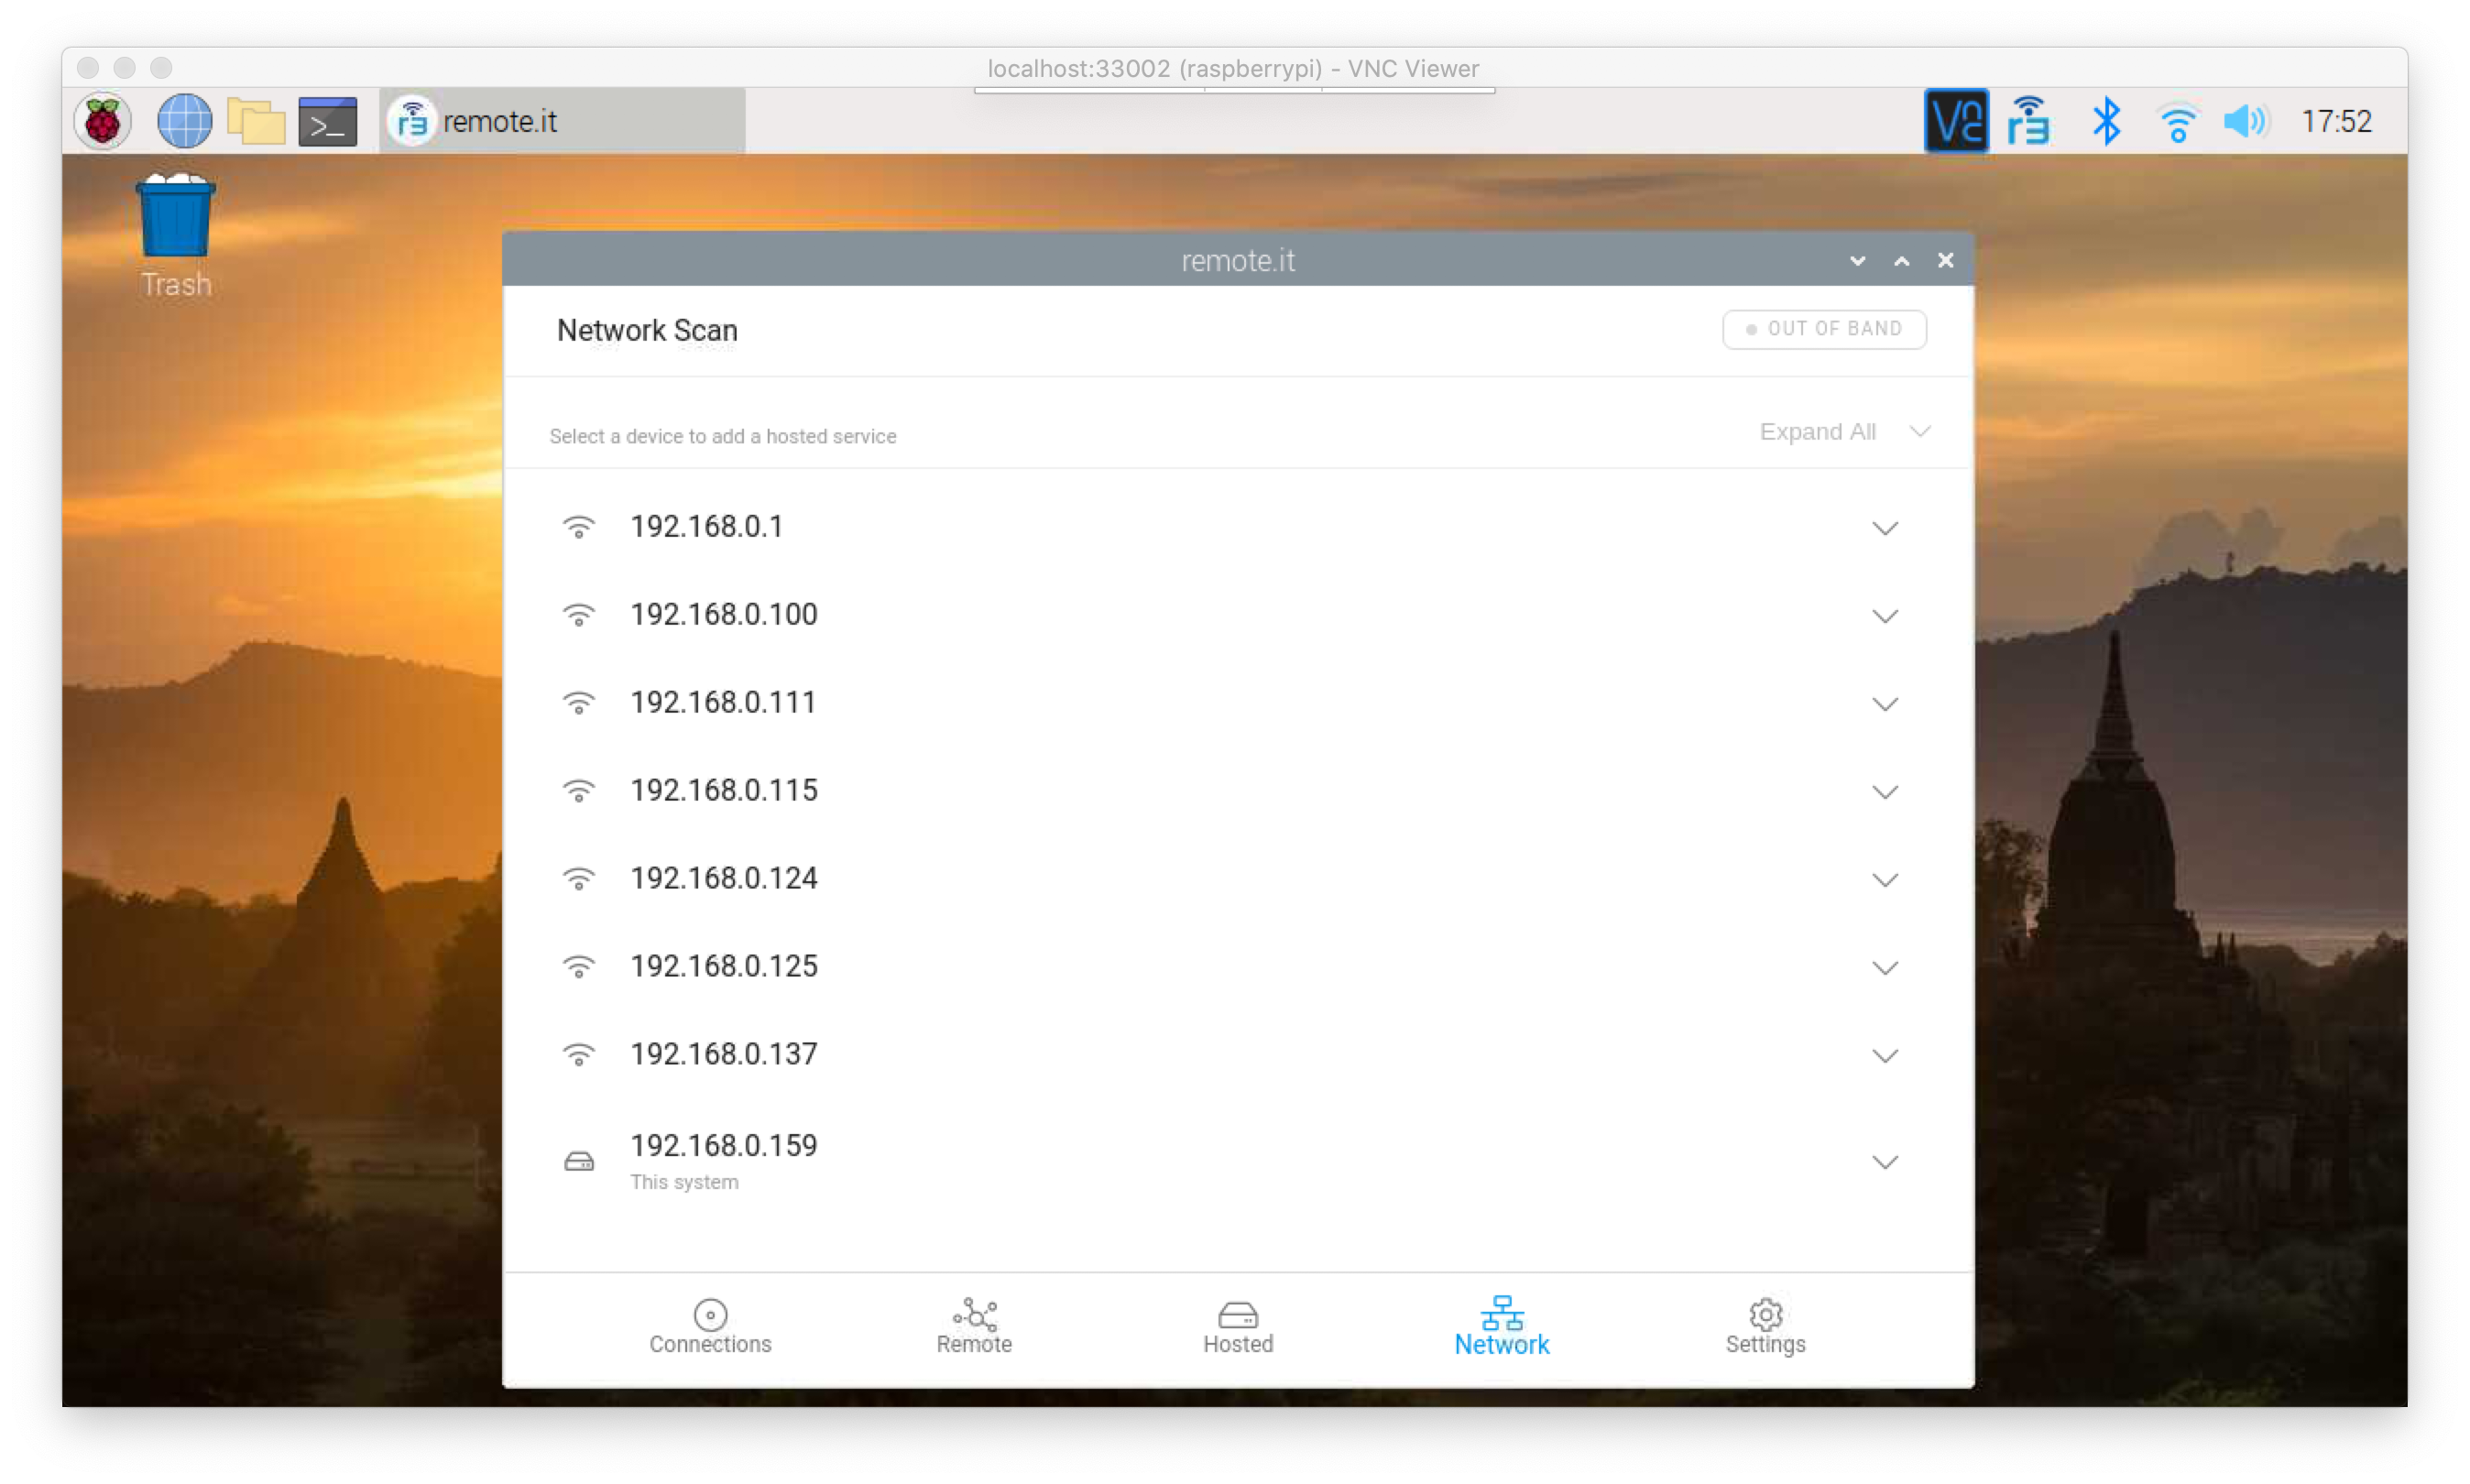 localhost:33002 (raspberrypi) - VNC Viewer
>_ r3 remote.it VNC r3 17:52
Trash
remote.it
Network Scan
OUT OF BAND
Select a device to add a hosted service
Expand All
192.168.0.1
192.168.0.100
192.168.0.111
192.168.0.115
192.168.0.124
192.168.0.125
192.168.0.137
192.168.0.159
This system
Connections
Remote
Hosted
Network
Settings